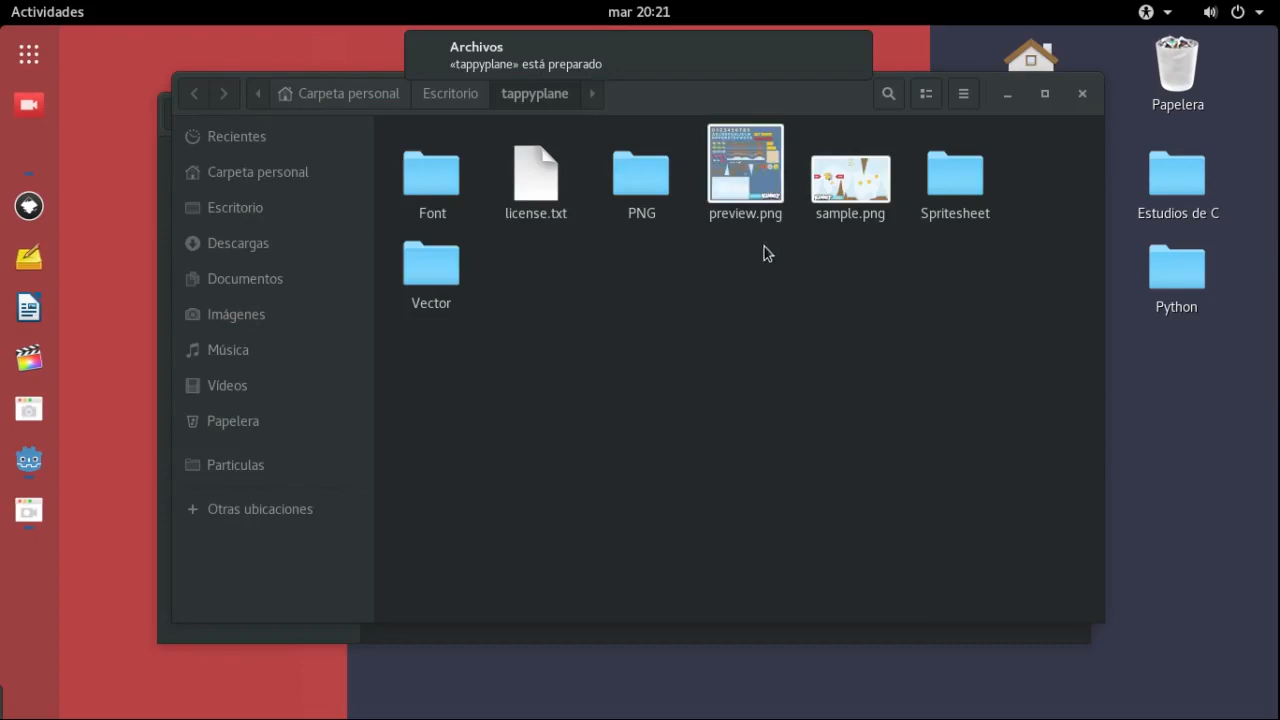 Actividades
mar 20:21
Archivos
«tappyplane» está preparado
Papelera
Carpeta personal
Escritorio
tappyplane
Recientes
Carpeta personal
Escritorio
Descargas
Documentos
Imágenes
Música
Vídeos
Papelera
Particulas
Otras ubicaciones
Font
license.txt
PNG
preview.png
sample.png
Spritesheet
Vector
Estudios de C
Python